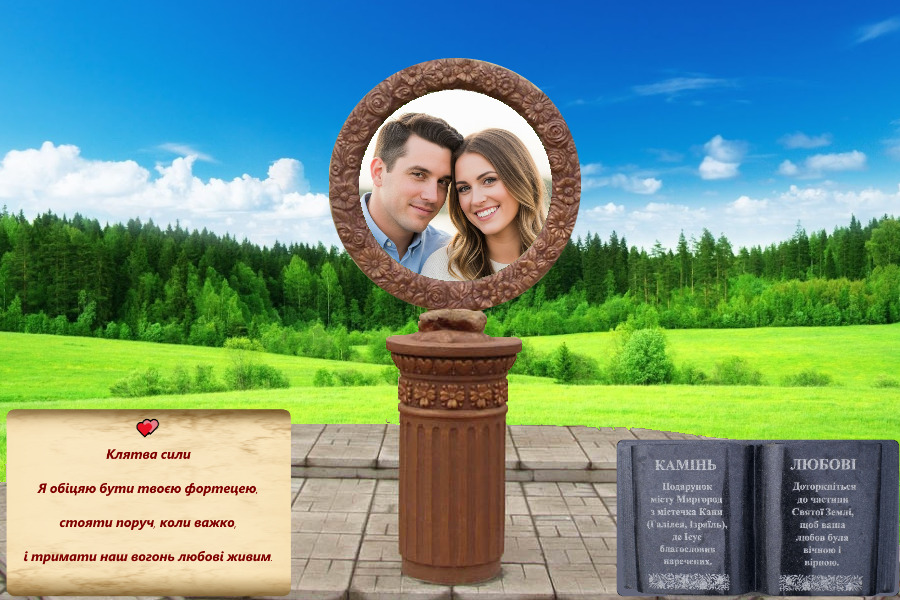 Клятва сили
Я обіцяю бути твоєю фортецею,
стояти поруч, коли важко,
і тримати наш вогонь любові живим.
КАМІНЬ
Подарунок
місту Миргород
з містечка Кани
(Галілея, Ізраїль),
де Ісус
благословив
наречених.
ЛЮБОВІ
Доторкніться
до частини
Святої Землі,
щоб ваша
любов була
вічною і
вірною.